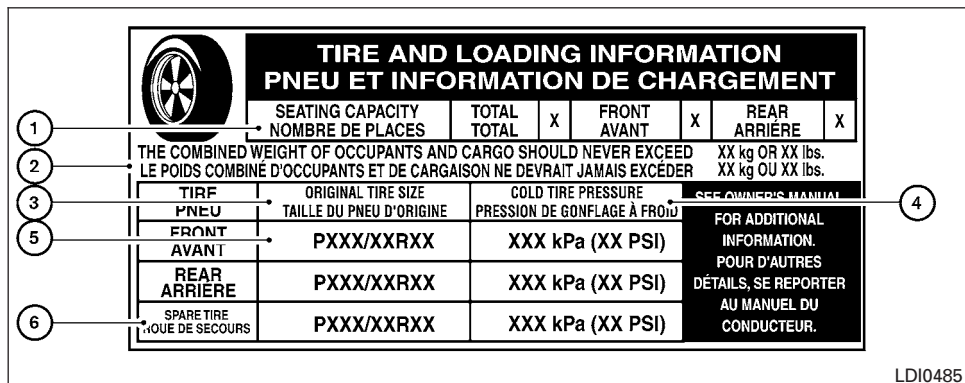 TIRE AND LOADING INFORMATION
PNEU ET INFORMATION DE CHARGEMENT
1
SEATING CAPACITY TOTAL X FRONT X REAR X
NOMBRE DE PLACES TOTAL AVANT ARRIÉRE
2
THE COMBINED WEIGHT OF OCCUPANTS AND CARGO SHOULD NEVER EXCEED XX kg OR XX lbs.
LE POIDS COMBINÉ D'OCCUPANTS ET DE CARGAISON NE DEVRAIT JAMAIS EXCÉDER XX kg OU XX lbs.
3
TIRE ORIGINAL TIRE SIZE COLD TIRE PRESSURE
PNEU TAILLE DU PNEU D'ORIGINE PRESSION DE GONFLAGE À FROID
4
5
FRONT
AVANT PXXX/XXRXX XXX kPa (XX PSI)
REAR
ARRIÈRE PXXX/XXRXX XXX kPa (XX PSI)
6
SPARE TIRE
ROUE DE SECOURS PXXX/XXRXX XXX kPa (XX PSI)
SEE OWNER'S MANUAL
FOR ADDITIONAL
INFORMATION.
POUR D'AUTRES
DÉTAILS, SE REPORTER
AU MANUEL DU
CONDUCTEUR.
LDI0485